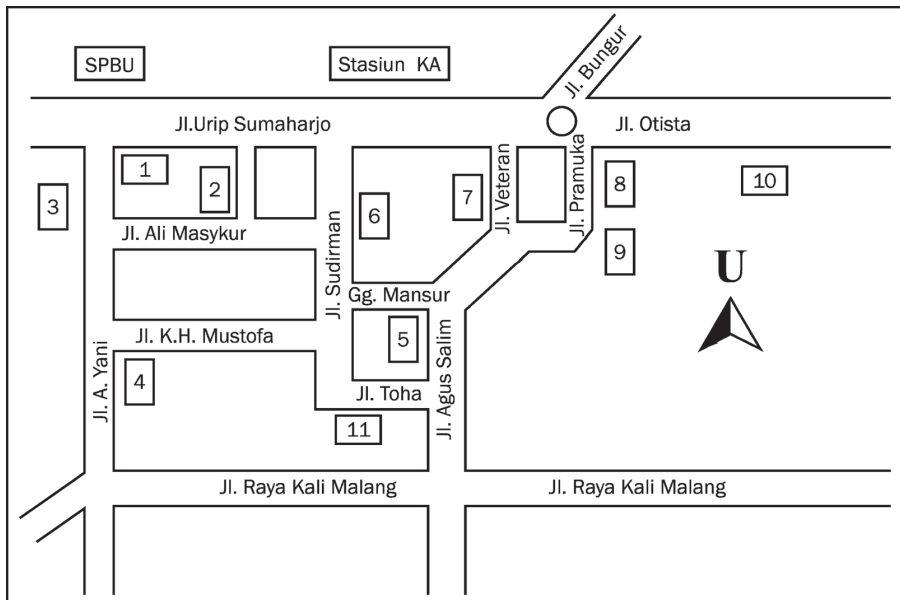 SPBU
Stasiun KA
Jl. Bungur
Jl.Urip Sumaharjo
Jl. Otista
1
2
3
6
7
Jl. Veteran
Jl. Pramuka
8
10
Jl. Ali Masykur
Jl. Sudirman
9
U
Gg. Mansur
Jl. K.H. Mustofa
5
Jl. A. Yani
4
Jl. Toha
Jl. Agus Salim
11
Jl. Raya Kali Malang
Jl. Raya Kali Malang